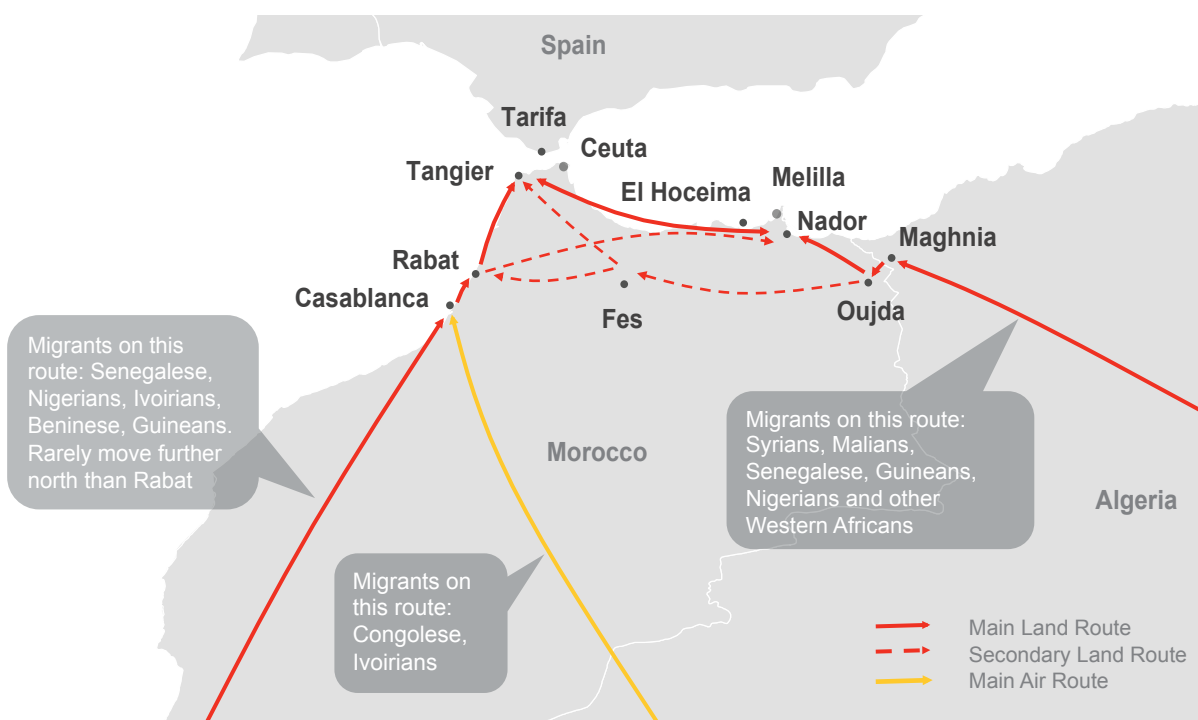 Spain
Tarifa
Ceuta
Tangier
Melilla
El Hoceima
Nador
Maghnia
Rabat
Casablanca
Fes
Oujda
Migrants on this
route: Senegalese,
Nigerians, Ivoirians,
Beninese, Guineans.
Rarely move further
north than Rabat
Migrants on this route:
Syrians, Malians,
Senegalese, Guineans,
Nigerians and other
Western Africans
Morocco
Algeria
Migrants on
this route:
Congolese,
Ivoirians
Main Land Route
Secondary Land Route
Main Air Route